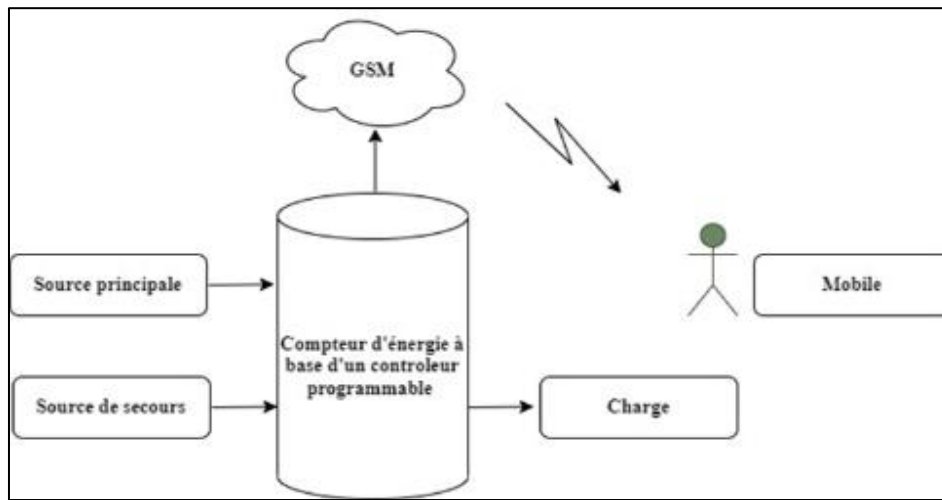 GSM
Source principale
Mobile
Compteur d'énergie à
base d'un controleur
programmable
Source de secours
Charge